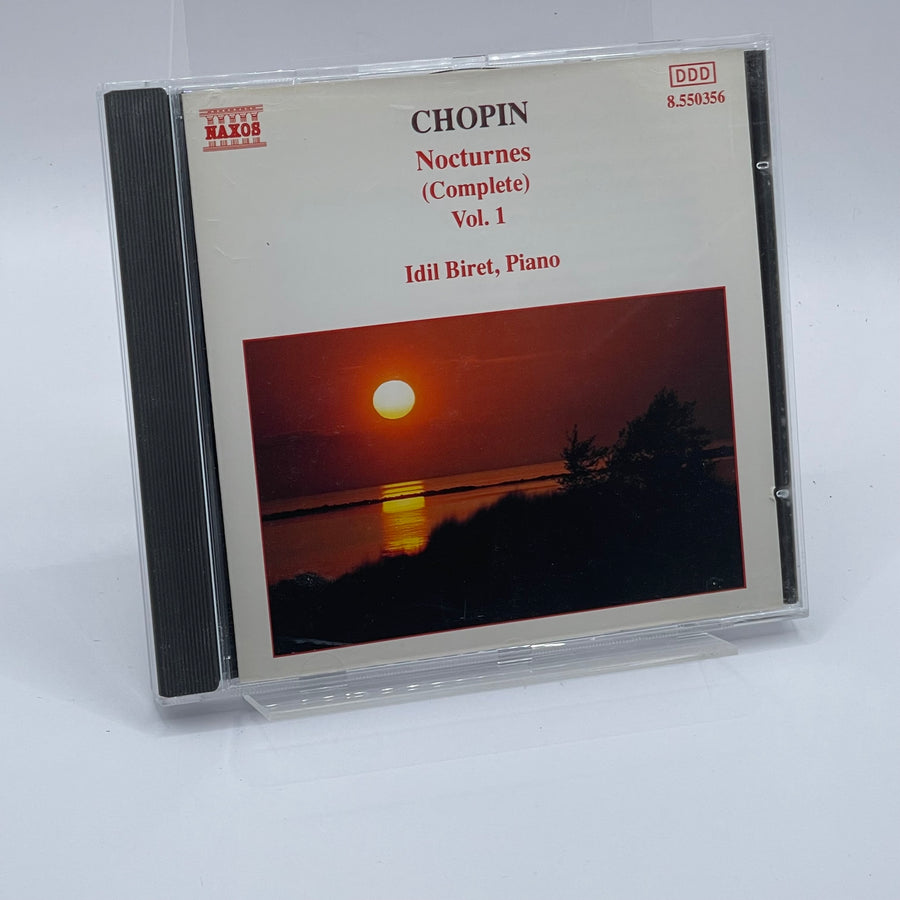 NAXOS
DDD
8.550356
CHOPIN
Nocturnes
(Complete)
Vol. 1
Idil Biret, Piano